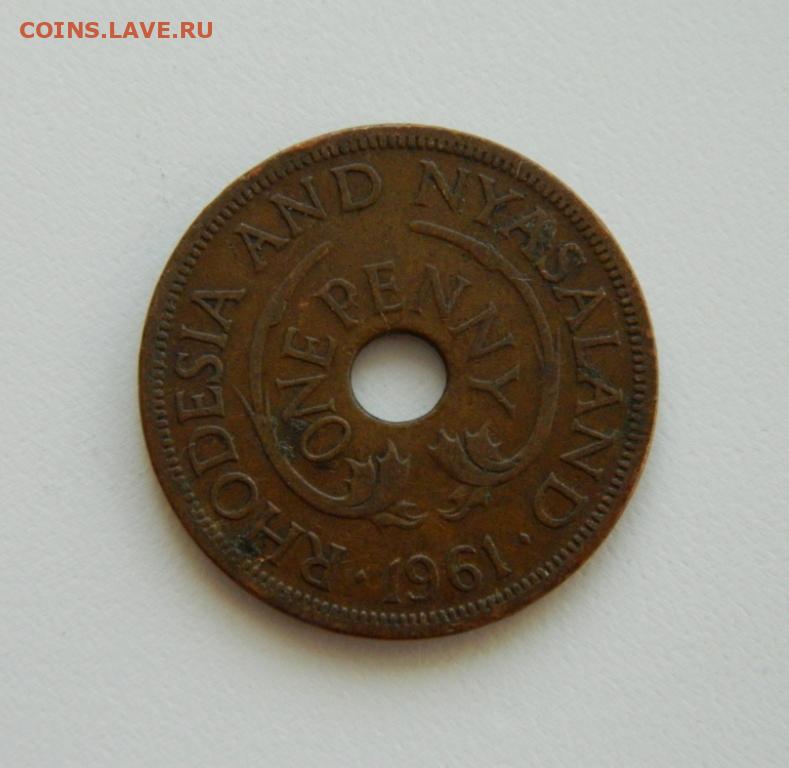 COINS.LAVE.RU
RHODESIA AND NYASALAND
ONE PENNY
· 1961 ·